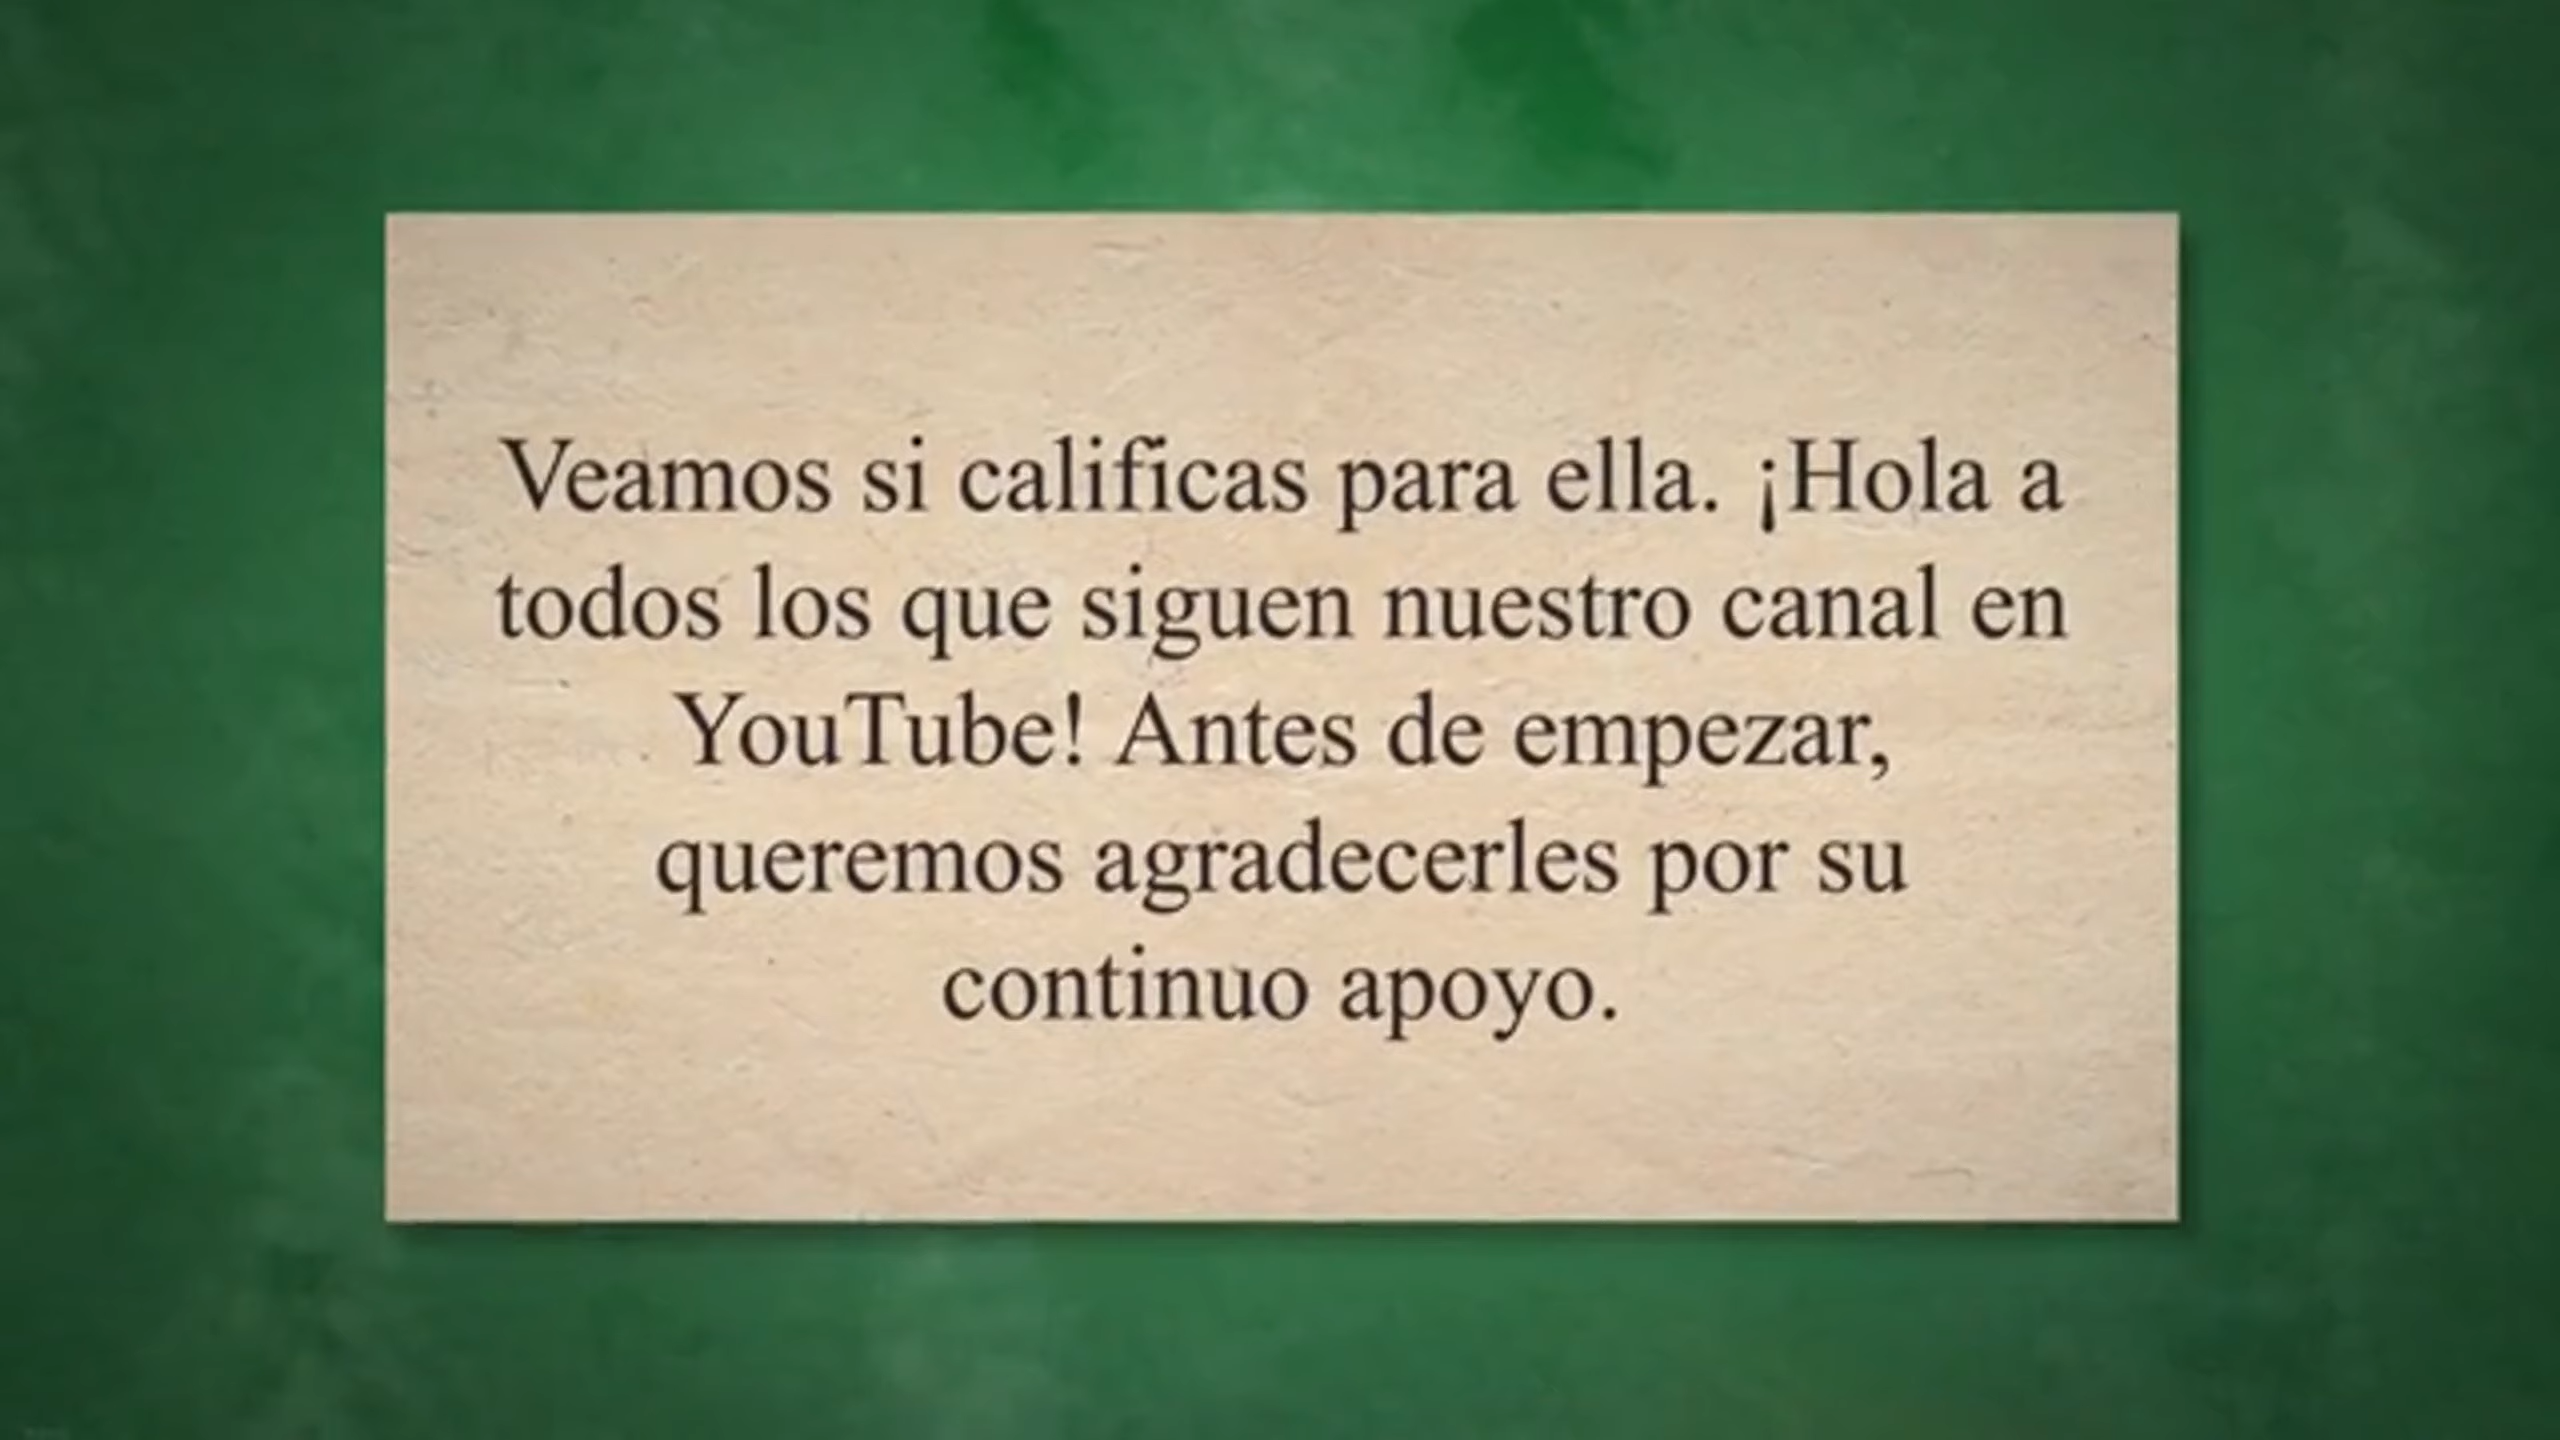 Veamos si calificas para ella. ¡Hola a
todos los que siguen nuestro canal en
YouTube! Antes de empezar,
queremos agradecerles por su
continuo apoyo.